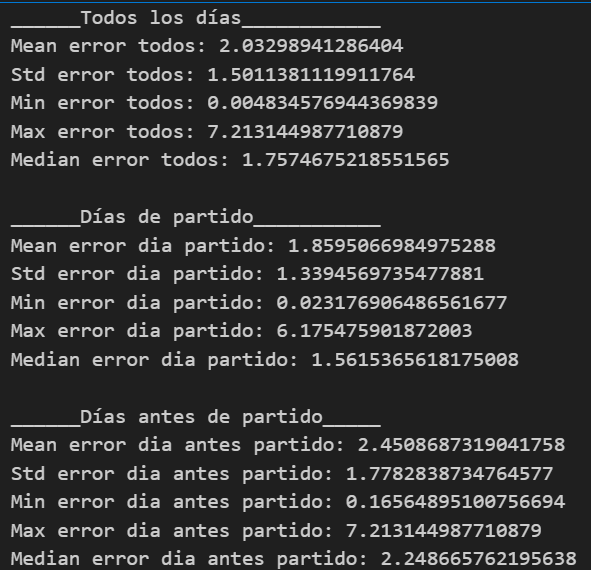 ______Todos los días____________
Mean error todos: 2.03298941286404
Std error todos: 1.5011381119911764
Min error todos: 0.004834576944369839
Max error todos: 7.213144987710879
Median error todos: 1.7574675218551565
______Días de partido___________
Mean error dia partido: 1.8595066984975288
Std error dia partido: 1.3394569735477881
Min error dia partido: 0.023176906486561677
Max error dia partido: 6.175475901872003
Median error dia partido: 1.5615365618175008
______Días antes de partido_____
Mean error dia antes partido: 2.4508687319041758
Std error dia antes partido: 1.7782838734764577
Min error dia antes partido: 0.16564895100756694
Max error dia antes partido: 7.213144987710879
Median error dia antes partido: 2.248665762195638